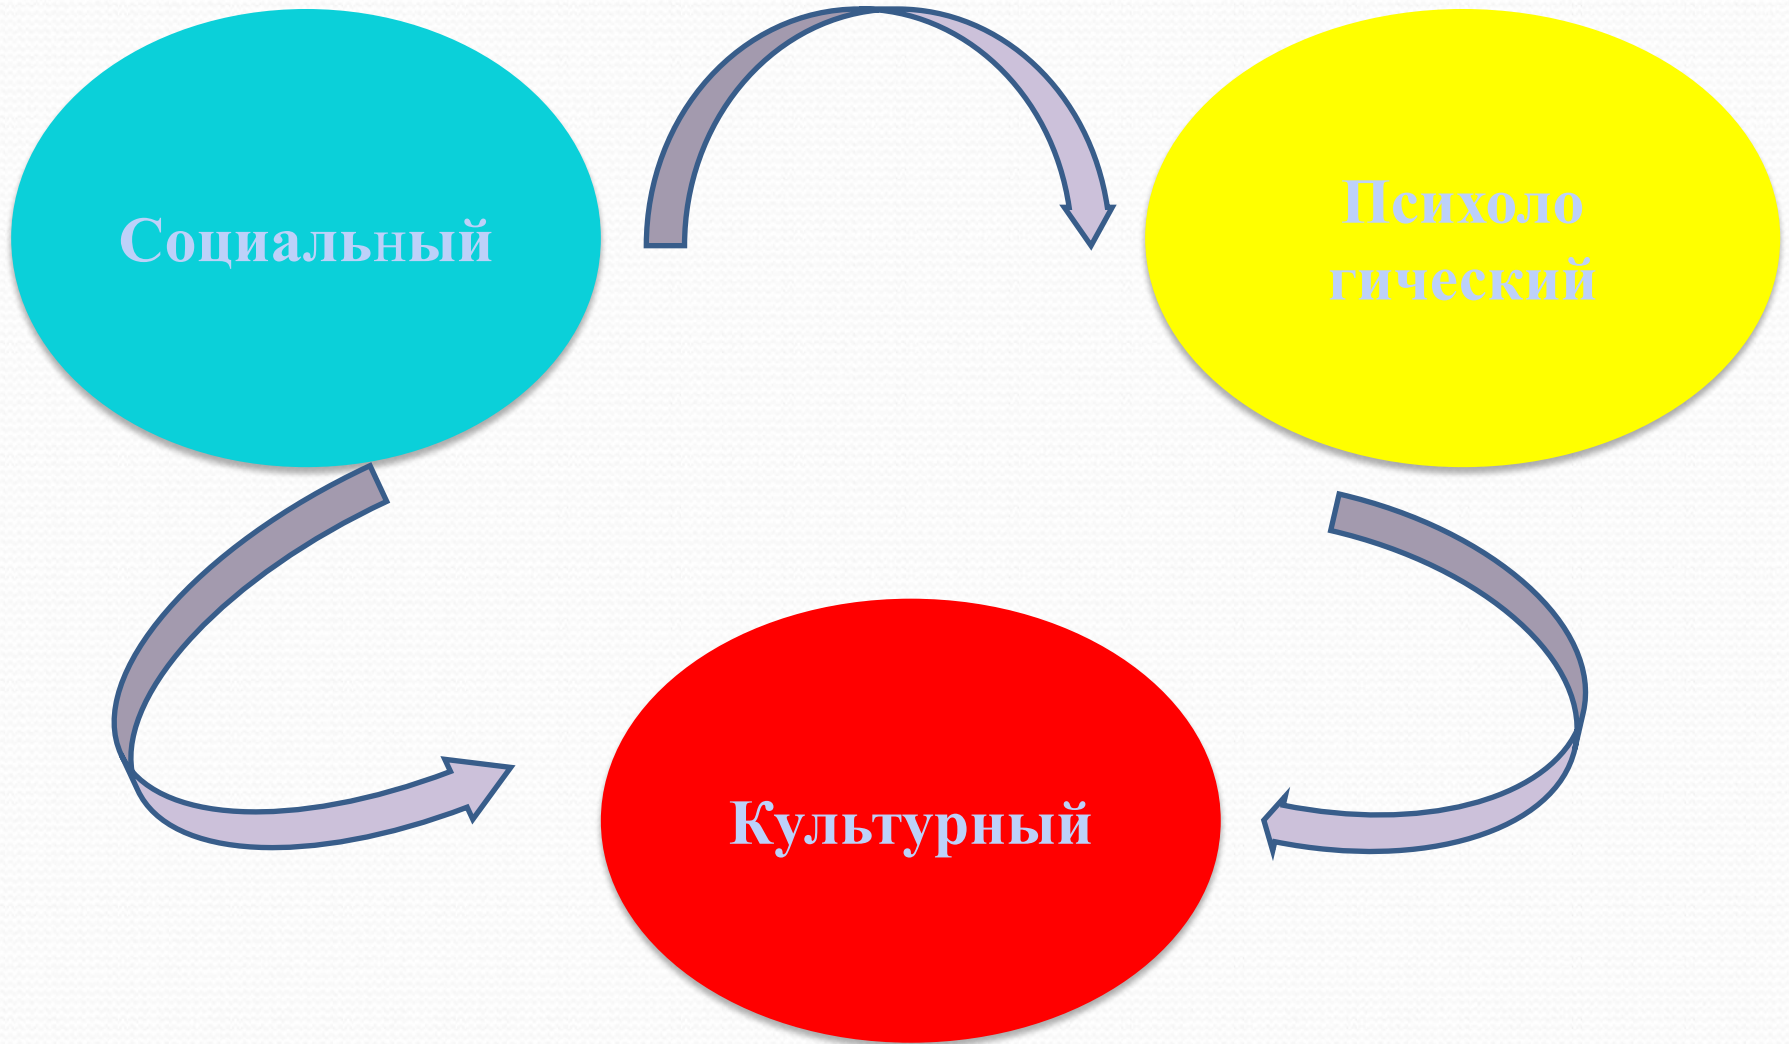 Социальный
Психоло
гический
Культурный